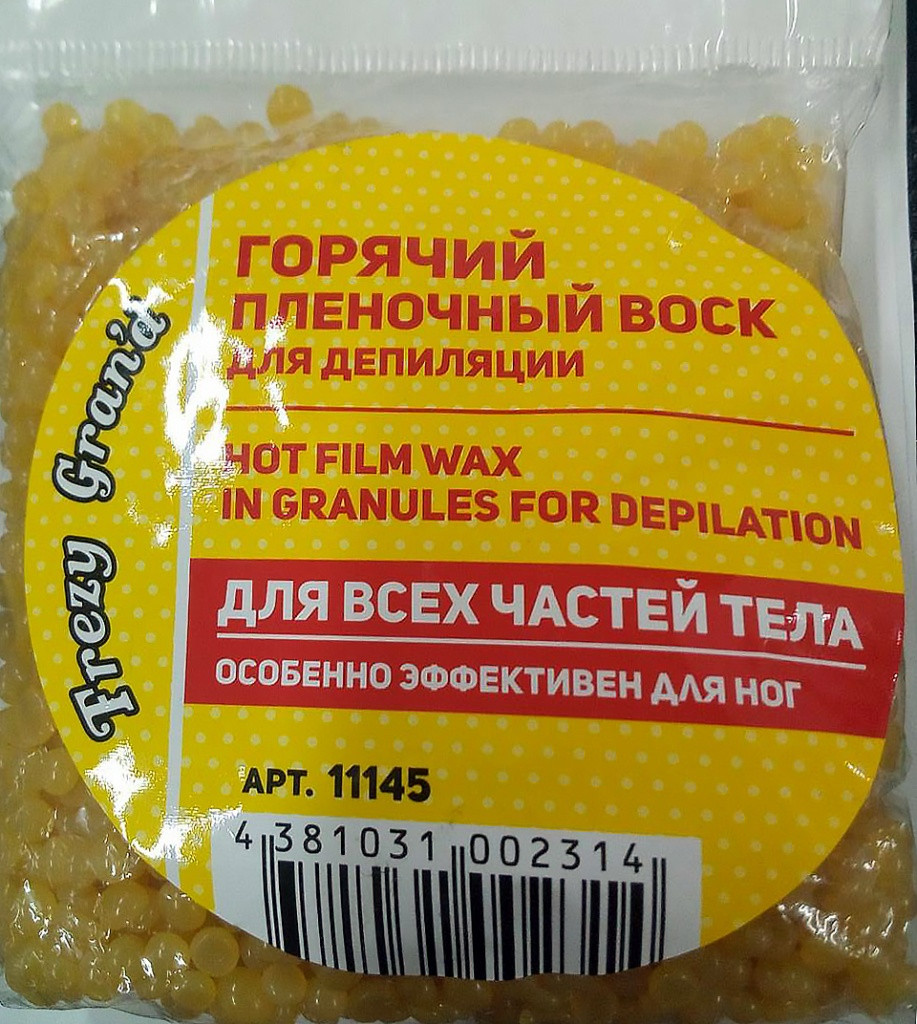 Frezy Gran'd
ГОРЯЧИЙ
ПЛЕНОЧНЫЙ ВОСК
ДЛЯ ДЕПИЛЯЦИИ
HOT FILM WAX
IN GRANULES FOR DEPILATION
ДЛЯ ВСЕХ ЧАСТЕЙ ТЕЛА
ОСОБЕННО ЭФФЕКТИВЕН ДЛЯ НОГ
АРТ. 11145
4 381031 002314